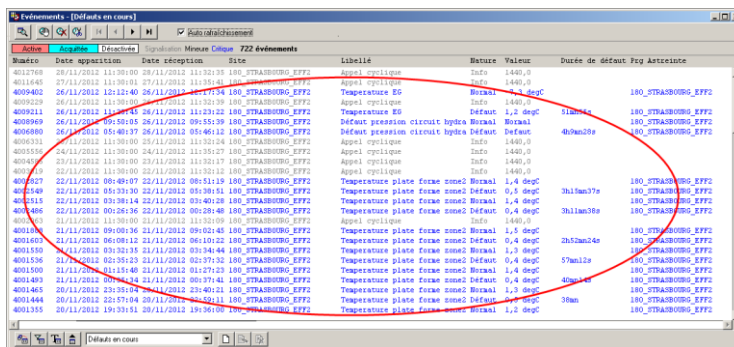 Evénements - [Défauts en cours]
Auto rafraîchissement
Active Acquittée Désactivée Signalisation Mineure Critique 722 événements
Numéro Date apparition Date réception Site Libellé Nature Valeur Durée de défaut Prg Astreinte
4012768 28/11/2012 11:30:00 28/11/2012 11:32:35 180_STRASBOURG_EFF2 Appel cyclique Info 1440,0
4011645 27/11/2012 11:30:01 27/11/2012 11:35:41 180_STRASBOURG_EFF2 Appel cyclique Info 1440,0
4009402 26/11/2012 12:12:40 26/11/2012 12:17:34 180_STRASBOURG_EFF2 Temperature EG Normal -7,3 degC 180_STRASBOURG_EFF2
4009229 26/11/2012 11:30:00 26/11/2012 11:32:39 180_STRASBOURG_EFF2 Appel cyclique Info 1440,0
4009211 26/11/2012 11:20:45 26/11/2012 11:23:22 180_STRASBOURG_EFF2 Temperature EG Défaut 1,2 degC 51mn56s 180_STRASBOURG_EFF2
4008969 26/11/2012 09:50:05 26/11/2012 09:55:39 180_STRASBOURG_EFF2 Défaut pression circuit hydra Normal Normal 180_STRASBOURG_EFF2
4006880 26/11/2012 05:40:37 26/11/2012 05:46:12 180_STRASBOURG_EFF2 Défaut pression circuit hydra Défaut Defaut 4h9mn28s 180_STRASBOURG_EFF2
4006331 25/11/2012 11:30:00 25/11/2012 11:32:24 180_STRASBOURG_EFF2 Appel cyclique Info 1440,0
4005556 24/11/2012 11:30:00 24/11/2012 11:35:27 180_STRASBOURG_EFF2 Appel cyclique Info 1440,0
23/11/2012 11:30:00 23/11/2012 11:32:17 180_STRASBOURG_EFF2 Appel cyclique Info 1440,0
22/11/2012 11:30:00 22/11/2012 11:32:12 180_STRASBOURG_EFF2 Appel cyclique Info 1440,0
4002827 22/11/2012 08:49:07 22/11/2012 08:51:19 180_STRASBOURG_EFF2 Temperature plate forme zone2 Normal 1,4 degC 180_STRASBOURG_EFF2
4002549 22/11/2012 05:33:30 22/11/2012 05:38:51 180_STRASBOURG_EFF2 Temperature plate forme zone2 Défaut 0,5 degC 3h15mn37s 180_STRASBOURG_EFF2
4002515 22/11/2012 03:38:14 22/11/2012 03:40:28 180_STRASBOURG_EFF2 Temperature plate forme zone2 Normal 1,4 degC 180_STRASBOURG_EFF2
4002486 22/11/2012 00:26:36 22/11/2012 00:28:48 180_STRASBOURG_EFF2 Temperature plate forme zone2 Défaut 0,4 degC 3h11mn38s 180_STRASBOURG_EFF2
21/11/2012 11:30:00 21/11/2012 11:32:09 180_STRASBOURG_EFF2 Appel cyclique Info 1440,0
21/11/2012 09:00:36 21/11/2012 09:02:45 180_STRASBOURG_EFF2 Temperature plate forme zone2 Normal 1,5 degC 180_STRASBOURG_EFF2
4001603 21/11/2012 06:08:12 21/11/2012 06:10:22 180_STRASBOURG_EFF2 Temperature plate forme zone2 Défaut 0,4 degC 2h52mn24s 180_STRASBOURG_EFF2
4001550 21/11/2012 03:32:35 21/11/2012 03:34:44 180_STRASBOURG_EFF2 Temperature plate forme zone2 Normal 1,3 degC 180_STRASBOURG_EFF2
4001536 21/11/2012 02:35:23 21/11/2012 02:37:32 180_STRASBOURG_EFF2 Temperature plate forme zone2 Défaut 0,4 degC 57mn12s 180_STRASBOURG_EFF2
4001500 21/11/2012 01:15:48 21/11/2012 01:27:23 180_STRASBOURG_EFF2 Temperature plate forme zone2 Normal 1,4 degC 180_STRASBOURG_EFF2
4001493 21/11/2012 21/11/2012 00:37:41 180_STRASBOURG_EFF2 Temperature plate forme zone2 Défaut 0,4 degC 40mn14s 180_STRASBOURG_EFF2
4001465 20/11/2012 23:35:04 20/11/2012 23:40:21 180_STRASBOURG_EFF2 Temperature plate forme zone2 Normal 1,3 degC 180_STRASBOURG_EFF2
4001444 20/11/2012 22:57:04 20/11/2012 22:59:11 180_STRASBOURG_EFF2 Temperature plate forme zone2 Défaut 0,5 degC 38mn 180_STRASBOURG_EFF2
4001355 20/11/2012 19:33:51 20/11/2012 19:36:00 180_STRASBOURG_EFF2 Temperature plate forme zone2 Normal 1,2 degC 180_STRASBOURG_EFF2
Défauts en cours